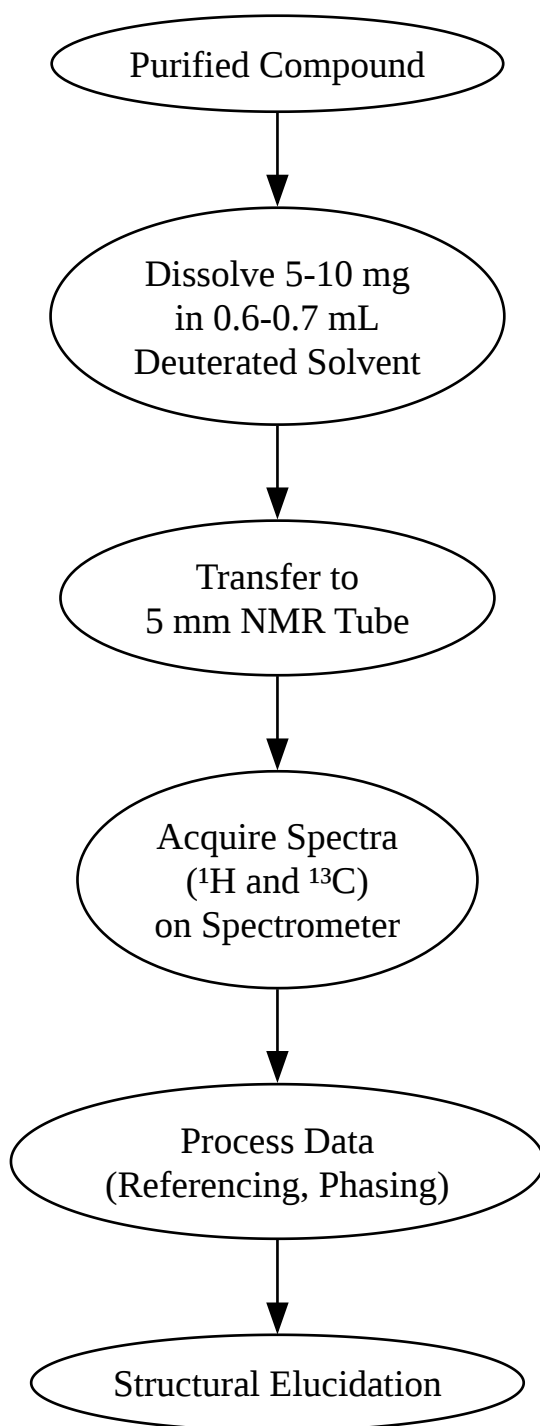 Purified Compound
Dissolve 5-10 mg
in 0.6-0.7 mL
Deuterated Solvent
Transfer to
5 mm NMR Tube
Acquire Spectra
(¹H and ¹³C)
on Spectrometer
Process Data
(Referencing, Phasing)
Structural Elucidation